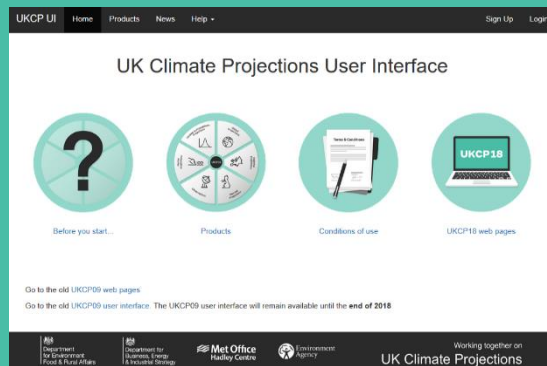 UKCP UI Home Products News Help Sign Up Login
UK Climate Projections User Interface
UKCP18
Before you start... Products Conditions of use UKCP18 web pages
Go to the old UKCP09 web pages
Go to the old UKCP09 user interface. The UKCP09 user interface will remain available until the end of 2018
Department for Environment Food & Rural Affairs
Department for Business, Energy & Industrial Strategy
Met Office
Hadley Centre
Environment
Agency
Working together on
UK Climate Projections